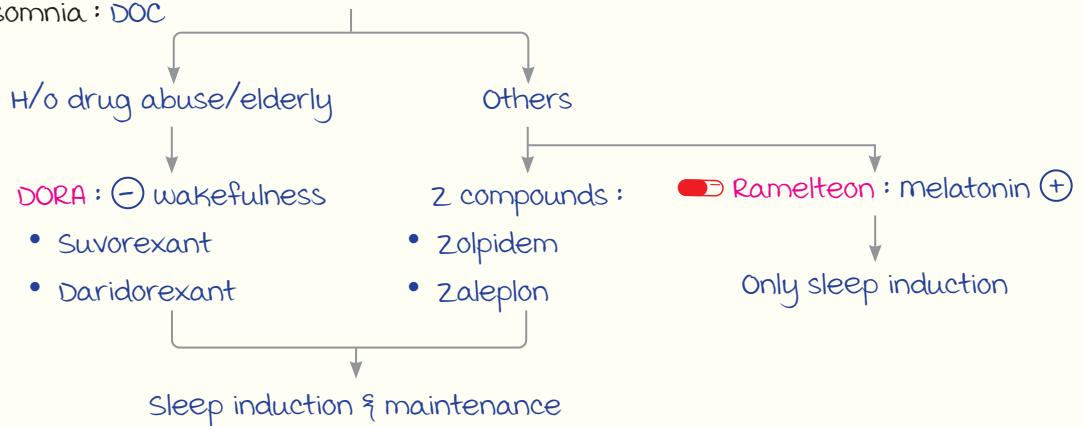 somnia : DOC
H/o drug abuse/elderly
Others
DORA : ⊖ wakefulness
• Suvorexant
• Daridorexant
Z compounds :
• Zolpidem
• Zaleplon
Ramelteon : melatonin ⊕
Only sleep induction
Sleep induction & maintenance